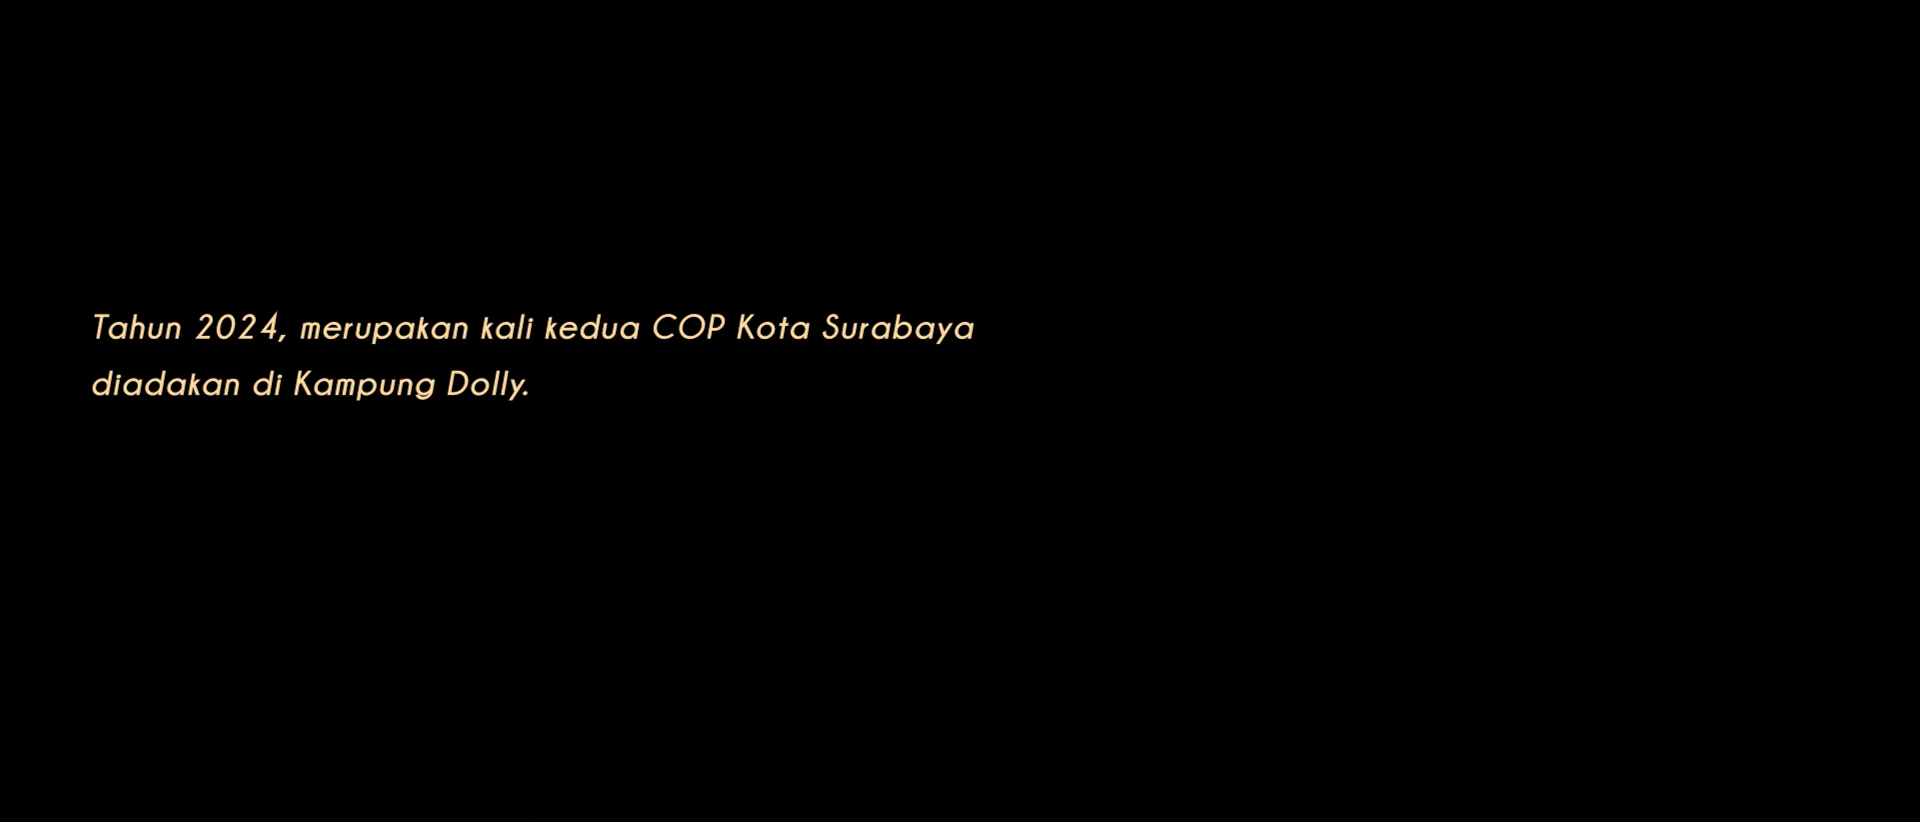 Tahun 2024, merupakan kali kedua COP Kota Surabaya
diadakan di Kampung Dolly.